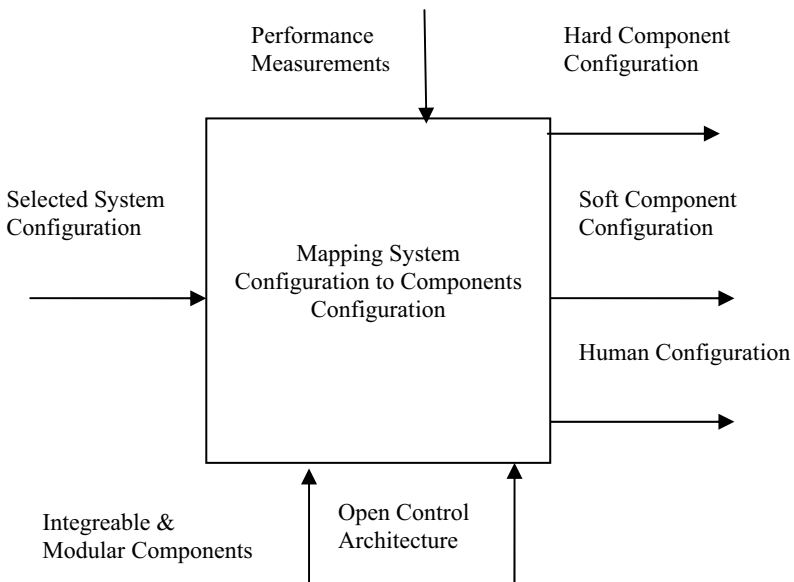 Performance
Measurements
Hard Component
Configuration
Selected System
Configuration
Soft Component
Configuration
Mapping System
Configuration to Components
Configuration
Human Configuration
Integreable &
Modular Components
Open Control
Architecture